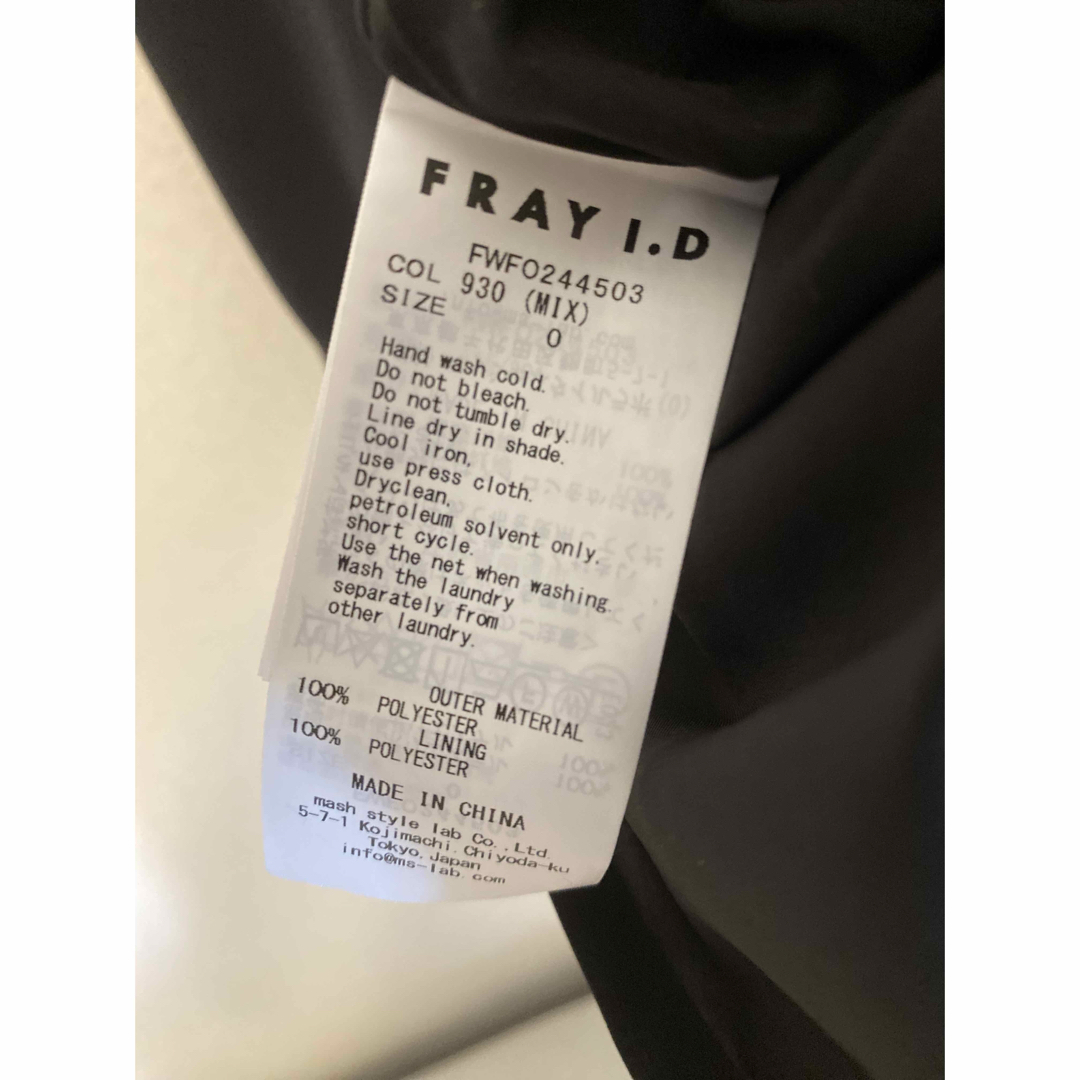 FRAY I.D
FWFO244503
COL 930 (MIX)
SIZE 0
Hand wash cold.
Do not bleach.
Do not tumble dry.
Line dry in shade.
Cool iron,
use press cloth.
Dryclean,
petroleum solvent only.
short cycle.
Use the net when washing.
Wash the laundry
separately from
other laundry.
OUTER MATERIAL
100% POLYESTER
LINING
100% POLYESTER
MADE IN CHINA
mash style lab Co.,Ltd.
5-7-1 Kojimachi,Chiyoda-ku
Tokyo,Japan
info@ms-lab.com